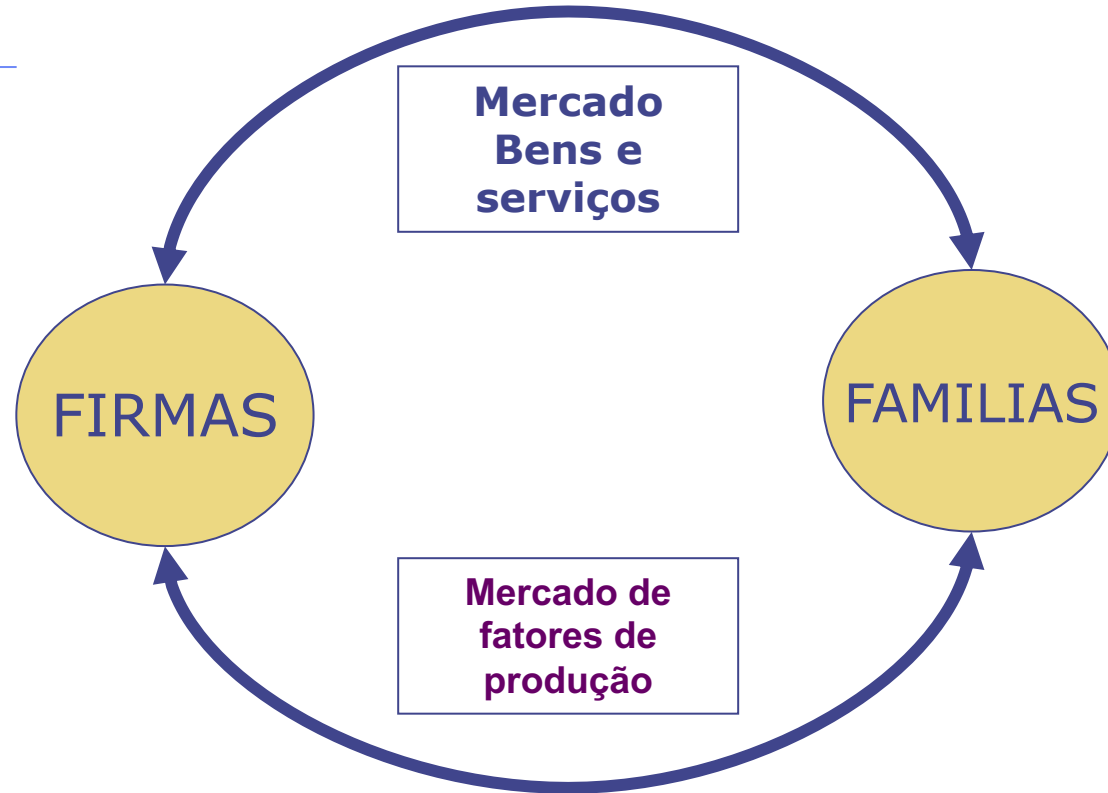 Mercado
Bens e
serviços
FIRMAS
FAMILIAS
Mercado de
fatores de
produção